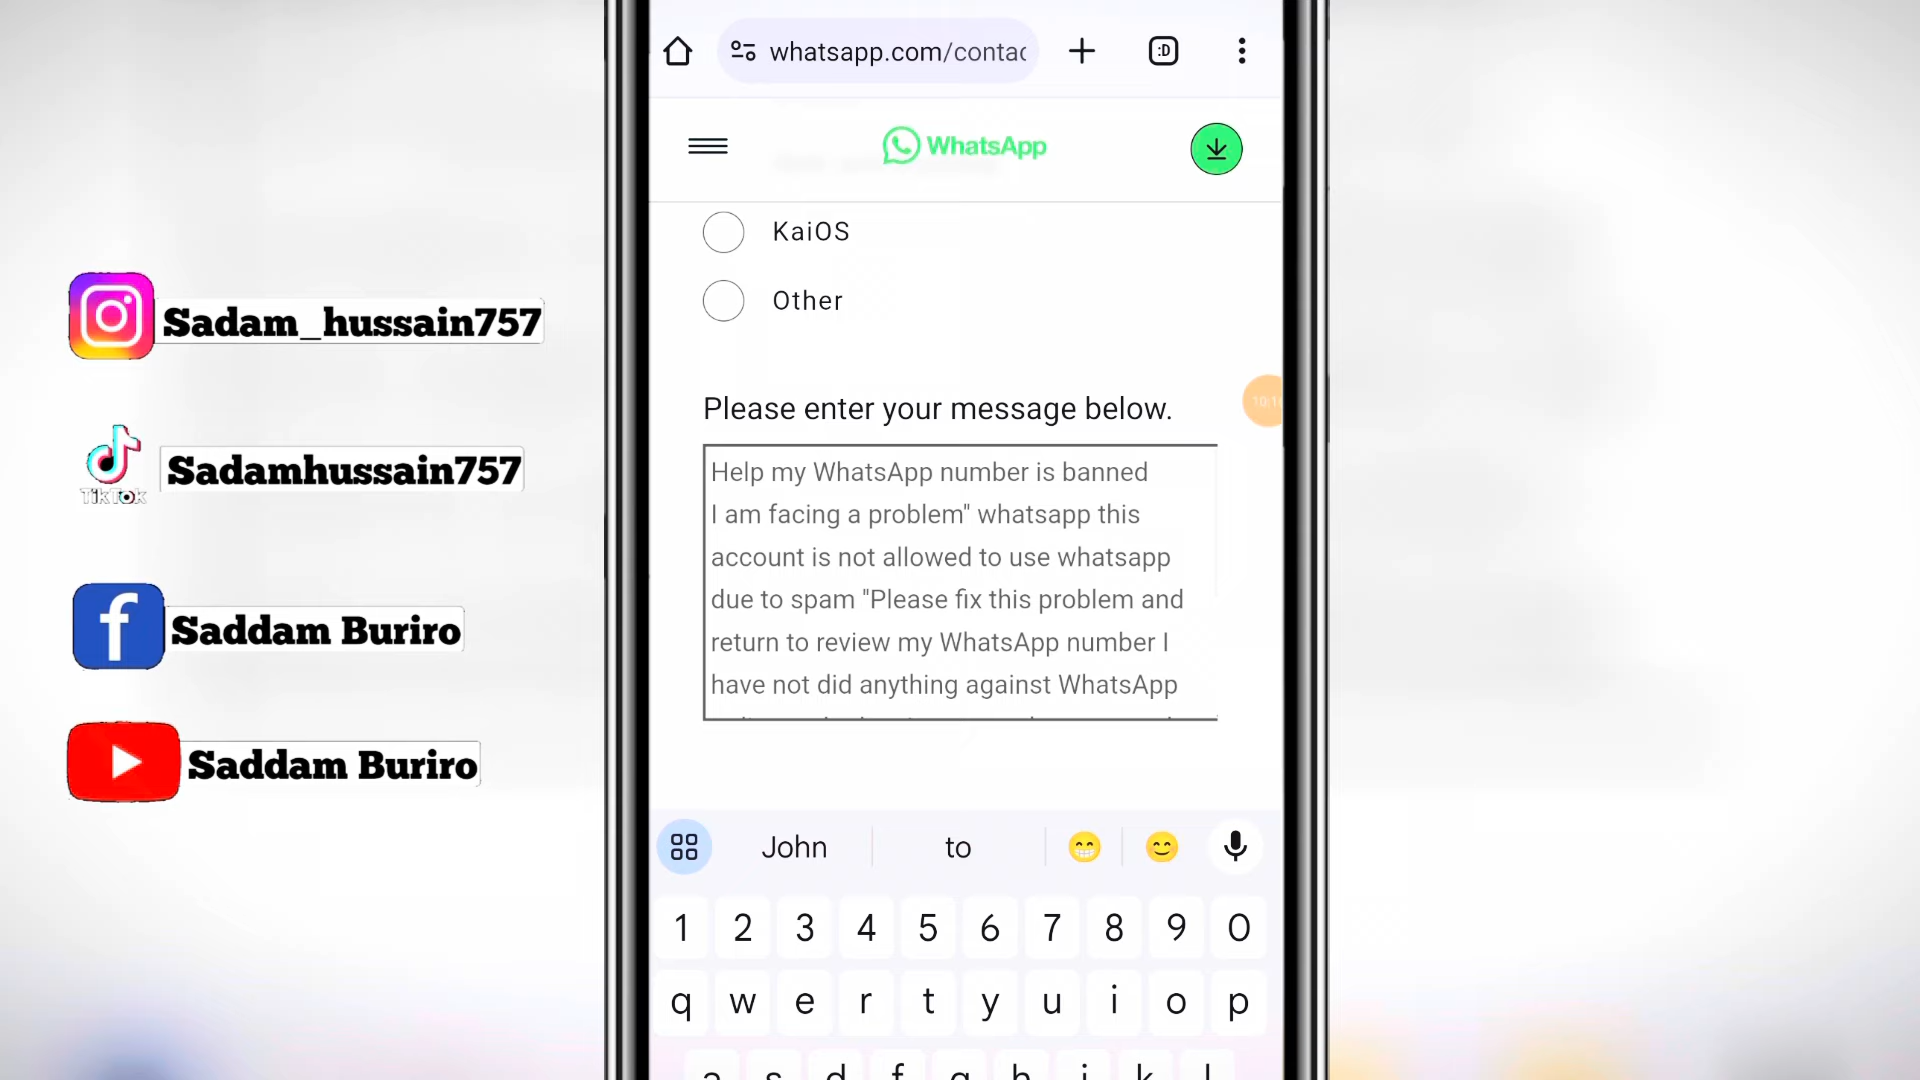 whatsapp.com/contac
:D
WhatsApp
KaiOS
Other
Please enter your message below.
Help my WhatsApp number is banned
I am facing a problem" whatsapp this
account is not allowed to use whatsapp
due to spam "Please fix this problem and
return to review my WhatsApp number I
have not did anything against WhatsApp
John to
1 2 3 4 5 6 7 8 9 0
q w e r t y u i o p
a s d f g h j k l
Sadam_hussain757
TikTok
Sadamhussain757
f
Saddam Buriro
Saddam Buriro